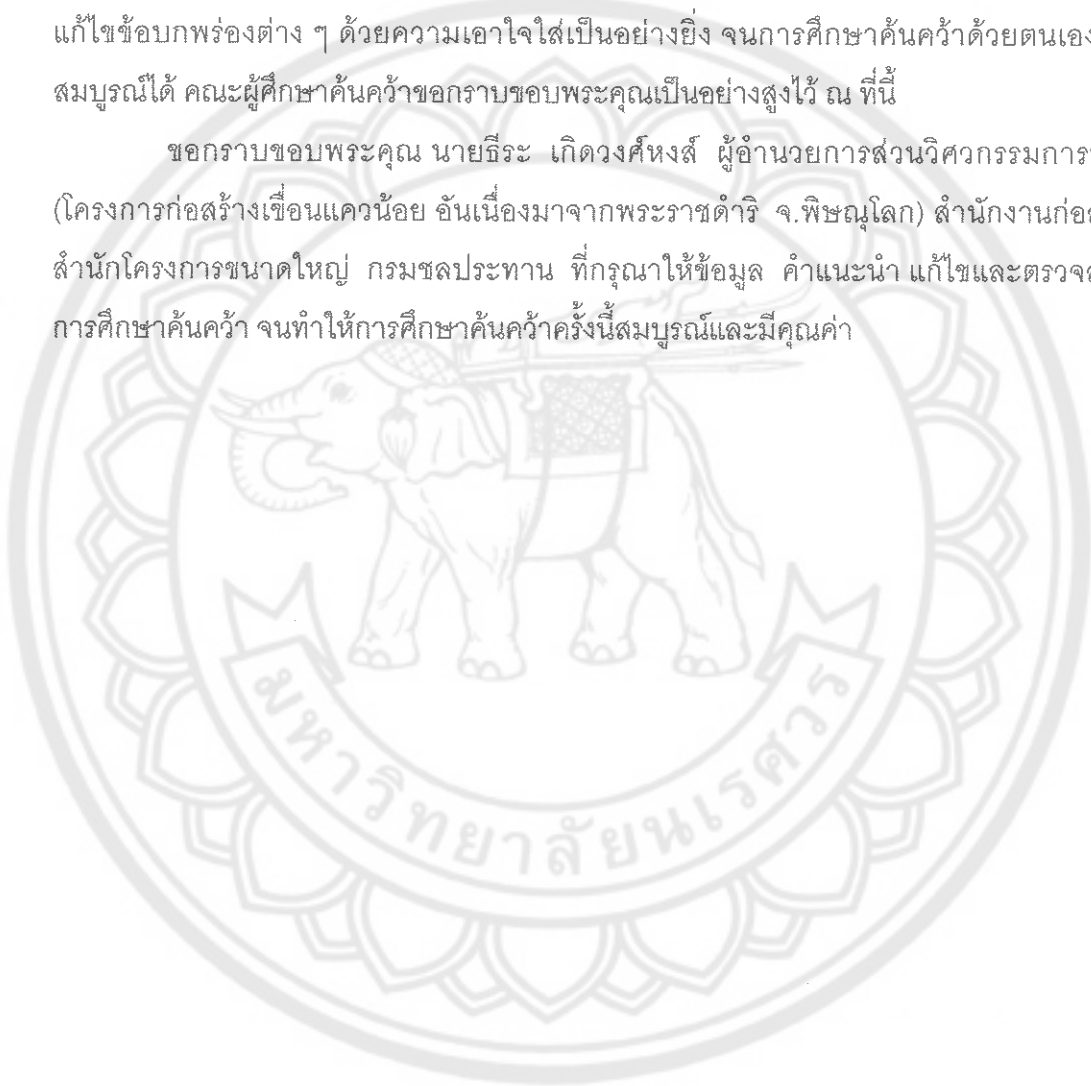 แก้ไขข้อบกพร่องต่าง ๆ ด้วยความเอาใจใส่เป็นอย่างยิ่ง จนการศึกษาค้นคว้าด้วยตนเอง
สมบูรณ์ได้ คณะผู้ศึกษาค้นคว้าขอกราบขอบพระคุณเป็นอย่างสูงไว้ ณ ที่นี้
ขอกราบขอบพระคุณ นายธีระ เกิดวงศ์หงส์ ผู้อำนวยการส่วนวิศวกรรมการ
(โครงการก่อสร้างเขื่อนแควน้อย อันเนื่องมาจากพระราชดำริ จ.พิษณุโลก) สำนักงานก่อ
สำนักโครงการขนาดใหญ่ กรมชลประทาน ที่กรุณาให้ข้อมูล คำแนะนำ แก้ไขและตรวจ
การศึกษาค้นคว้า จนทำให้การศึกษาค้นคว้าครั้งนี้สมบูรณ์และมีคุณค่า
มหาวิทยาลัยนเรศวร